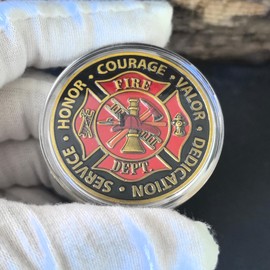 HONOR · COURAGE · VALOR · DEDICATION · SERVICE ·
FIRE
DEPT.